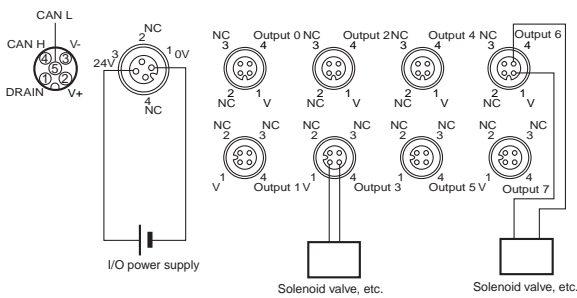 CAN L
CAN H
V-
4
3
5
1
2
DRAIN
V+
NC
2
3
24V
1
0V
4
NC
NC
3
Output 0
4
2
NC
1
V
NC
3
Output 2
4
2
NC
1
V
NC
3
Output 4
4
2
NC
1
V
NC
3
Output 6
4
2
NC
1
V
NC
2
NC
3
1
V
4
Output 1
NC
2
NC
3
1
V
4
Output 3
NC
2
NC
3
1
4
Output 5
NC
2
NC
3
1
V
4
Output 7
I/O power supply
Solenoid valve, etc.
Solenoid valve, etc.